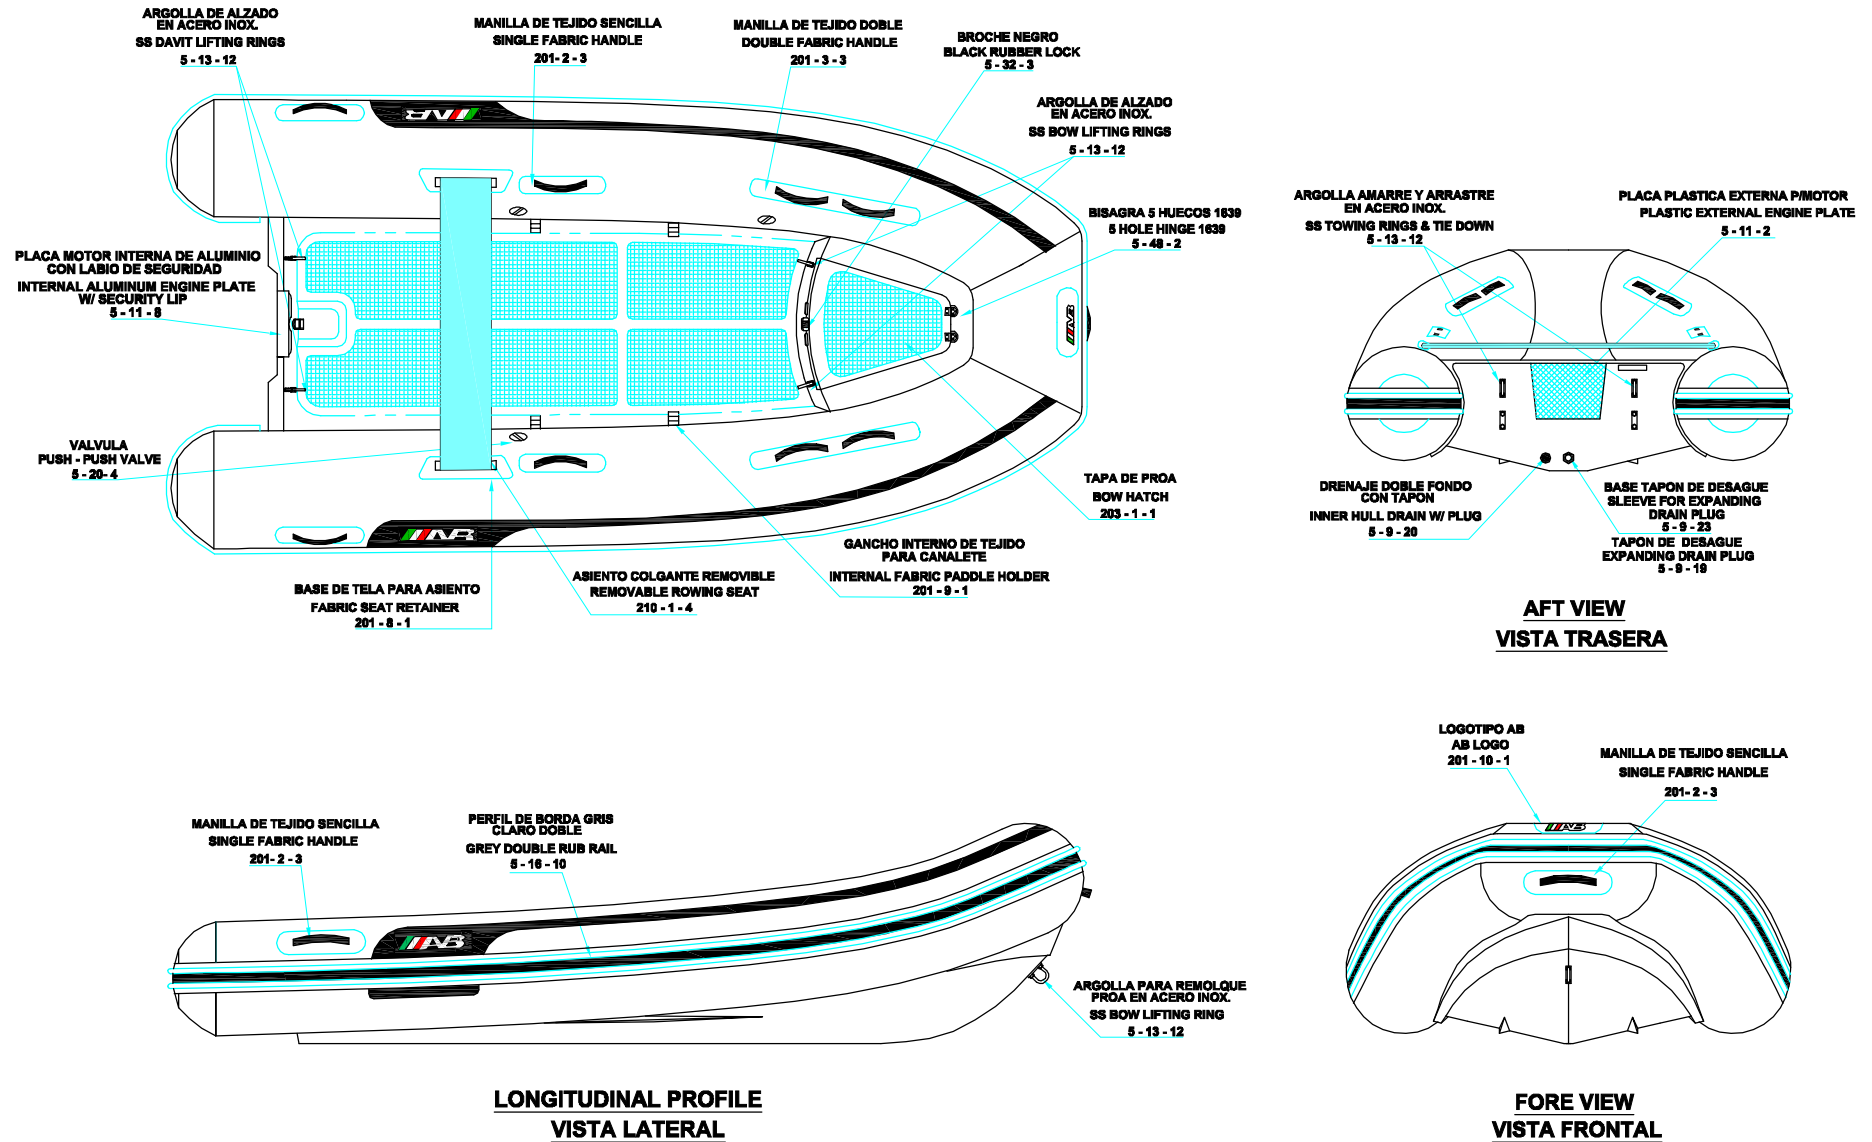 ARGOLLA DE ALZADO
EN ACERO INOX.
SS DAVIT LIFTING RINGS
5 - 13 - 12
MANILLA DE TEJIDO SENCILLA
SINGLE FABRIC HANDLE
201- 2 - 3
MANILLA DE TEJIDO DOBLE
DOUBLE FABRIC HANDLE
201 - 3 - 3
BROCHE NEGRO
BLACK RUBBER LOCK
5 - 32 - 3
ARGOLLA DE ALZADO
EN ACERO INOX.
SS BOW LIFTING RINGS
5 - 13 - 12
BISAGRA 5 HUECOS 1639
5 HOLE HINGE 1639
5 - 48 - 2
PLACA MOTOR INTERNA DE ALUMINIO
CON LABIO DE SEGURIDAD
INTERNAL ALUMINUM ENGINE PLATE
W/ SECURITY LIP
5 - 11 - 8
VALVULA
PUSH - PUSH VALVE
5 - 20- 4
TAPA DE PROA
BOW HATCH
203 - 1 - 1
GANCHO INTERNO DE TEJIDO
PARA CANALETE
INTERNAL FABRIC PADDLE HOLDER
201 - 9 - 1
ASIENTO COLGANTE REMOVIBLE
REMOVABLE ROWING SEAT
210 - 1 - 4
BASE DE TELA PARA ASIENTO
FABRIC SEAT RETAINER
201 - 8 - 1
AB
AB
AB
ARGOLLA AMARRE Y ARRASTRE
EN ACERO INOX.
SS TOWING RINGS & TIE DOWN
5 - 13 - 12
PLACA PLASTICA EXTERNA P/MOTOR
PLASTIC EXTERNAL ENGINE PLATE
5 - 11 - 2
DRENAJE DOBLE FONDO
CON TAPON
INNER HULL DRAIN W/ PLUG
5 - 9 - 20
BASE TAPON DE DESAGUE
SLEEVE FOR EXPANDING
DRAIN PLUG
5 - 9 - 23
TAPON DE DESAGUE
EXPANDING DRAIN PLUG
5 - 9 - 19
AFT VIEW
VISTA TRASERA
MANILLA DE TEJIDO SENCILLA
SINGLE FABRIC HANDLE
201- 2 - 3
PERFIL DE BORDA GRIS
CLARO DOBLE
GREY DOUBLE RUB RAIL
5 - 16 - 10
AB
ARGOLLA PARA REMOLQUE
PROA EN ACERO INOX.
SS BOW LIFTING RING
5 - 13 - 12
LONGITUDINAL PROFILE
VISTA LATERAL
LOGOTIPO AB
AB LOGO
201 - 10 - 1
MANILLA DE TEJIDO SENCILLA
SINGLE FABRIC HANDLE
201- 2 - 3
AB
FORE VIEW
VISTA FRONTAL